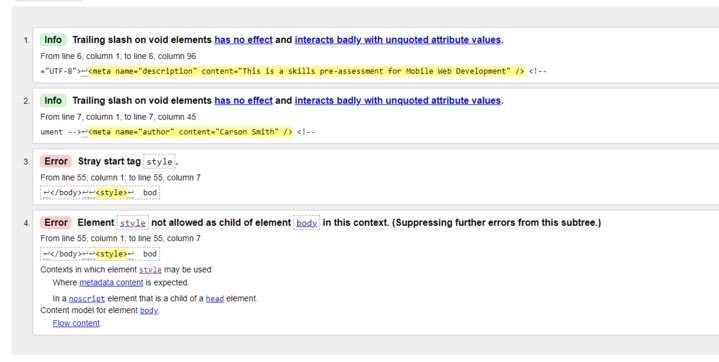 1. Info Trailing slash on void elements has no effect and interacts badly with unquoted attribute values.
From line 6, column 1; to line 6, column 96
="UTF-8">↩<meta name="description" content="This is a skills pre-assessment for Mobile Web Development" /> <!--
2. Info Trailing slash on void elements has no effect and interacts badly with unquoted attribute values.
From line 7, column 1; to line 7, column 45
ument -->↩<meta name="author" content="Carson Smith" /> <!--
3. Error Stray start tag style.
From line 55, column 1; to line 55, column 7
↩</body>↩↩<style>↩ bod
4. Error Element style not allowed as child of element body in this context. (Suppressing further errors from this subtree.)
From line 55, column 1; to line 55, column 7
↩</body>↩↩<style>↩ bod
Contexts in which element style may be used:
Where metadata content is expected.
In a noscript element that is a child of a head element.
Content model for element body:
Flow content.